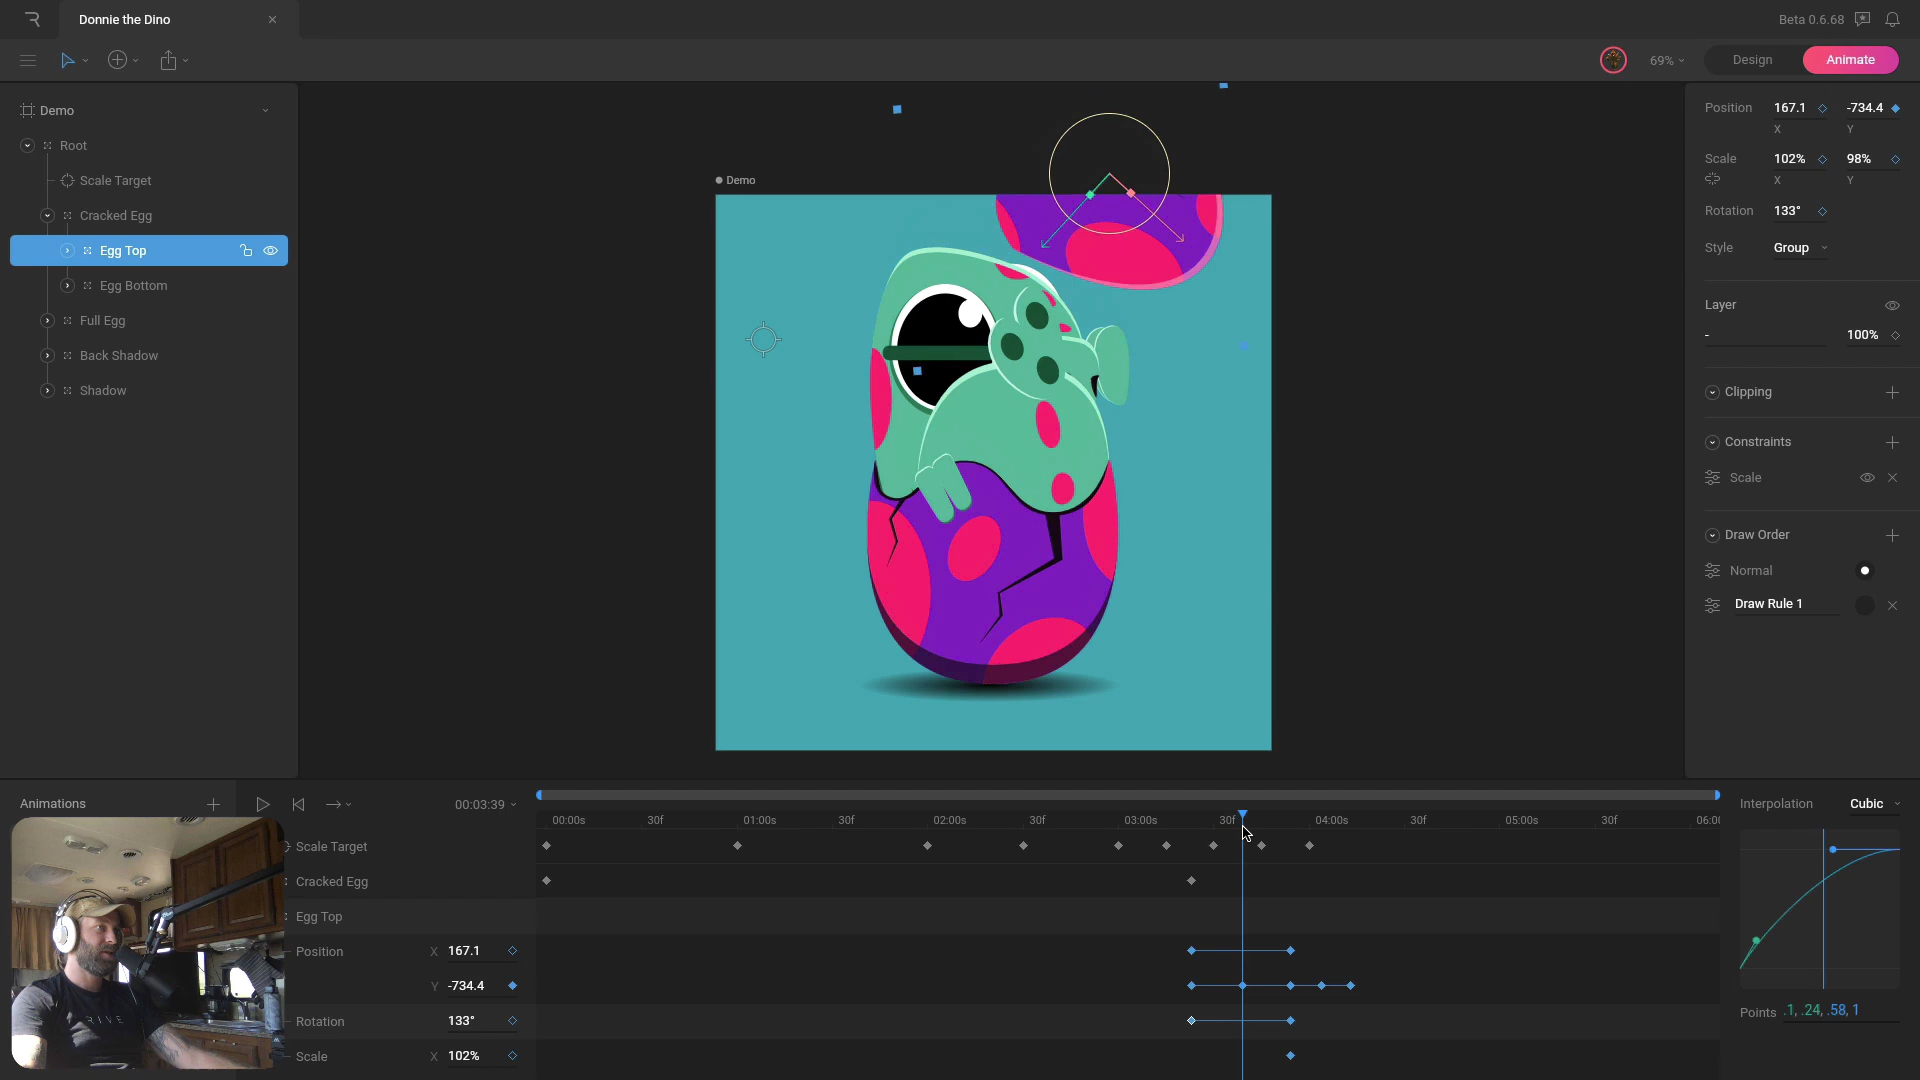 Donnie the Dino
Beta 0.6.68
69%
Design
Animate
Demo
Root
Scale Target
Cracked Egg
Egg Top
Egg Bottom
Full Egg
Back Shadow
Shadow
Demo
Position 167.1 -734.4
X Y
Scale 102% 98%
X Y
Rotation 133°
Style Group
Layer
- 100%
Clipping
Constraints
Scale
Draw Order
Normal
Draw Rule 1
Animations
00:03:39
00:00s 30f 01:00s 30f 02:00s 30f 03:00s 30f 04:00s 30f 05:00s 30f 06:00
Scale Target
Cracked Egg
Egg Top
Position X 167.1
Y -734.4
Rotation 133°
Scale X 102%
Interpolation Cubic
Points .1, .24, .58, 1
RIVE